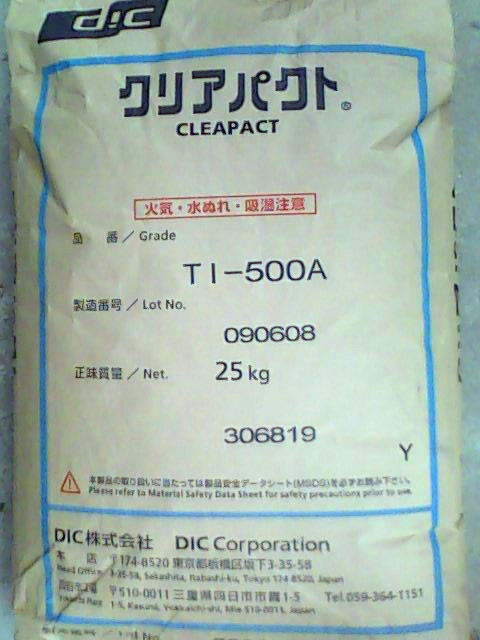 DIC
クリアパクト®
CLEAPACT
火気・水ぬれ・吸湿注意
品 番 / Grade
TI-500A
製造番号 / Lot No.
090608
正味質量 / Net. 25kg
306819
Y
本製品の取り扱いに当たっては製品安全データシート(MSDS)を必ずお読み下さい。
Please refer to Material Safety Data Sheet for safety precautions prior to use.
DIC株式会社 DIC Corporation
本 店 〒174-8520 東京都板橋区坂下3-35-58
Head Office 3-35-58, Sakashita, Itabashi-ku, Tokyo 174-8520, Japan
四日市工場 〒510-0011 三重県四日市市霞1-5 Tel.059-364-1151
1-5, Kasumi, Yokkaichi-shi, Mie 510-0011, Japan